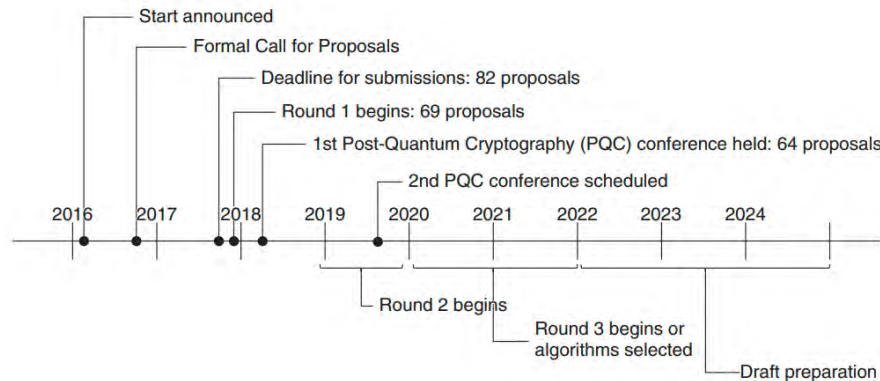 Start announced
Formal Call for Proposals
Deadline for submissions: 82 proposals
Round 1 begins: 69 proposals
1st Post-Quantum Cryptography (PQC) conference held: 64 proposals
2nd PQC conference scheduled
2016 2017 2018 2019 2020 2021 2022 2023 2024
Round 2 begins
Round 3 begins or
algorithms selected
Draft preparation